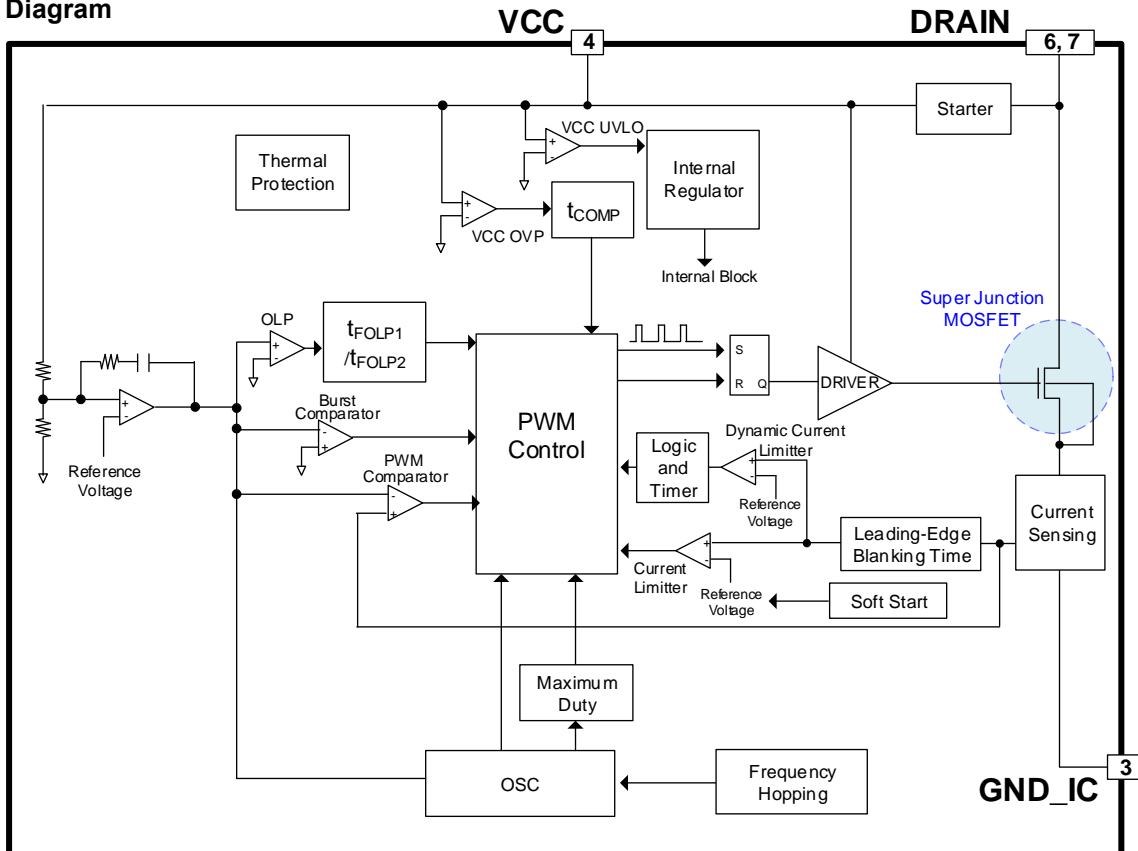 Diagram
VCC
DRAIN
4
6, 7
Starter
VCC UVLO
Thermal
Protection
Internal
Regulator
+
-
+
-
tCOMP
VCC OVP
Internal Block
Super Junction
MOSFET
OLP
tFOLP1
/tFOLP2
+
-
S
R Q
DRIVER
Burst
Comparator
+
-
-
+
PWM
Control
Reference
Voltage
PWM
Comparator
-
+
Dynamic Current
Limitter
Logic
and
Timer
+
-
Reference
Voltage
Current
Sensing
Leading-Edge
Blanking Time
+
-
Current
Limitter
Reference
Voltage
Soft Start
Maximum
Duty
OSC
Frequency
Hopping
3
GND_IC